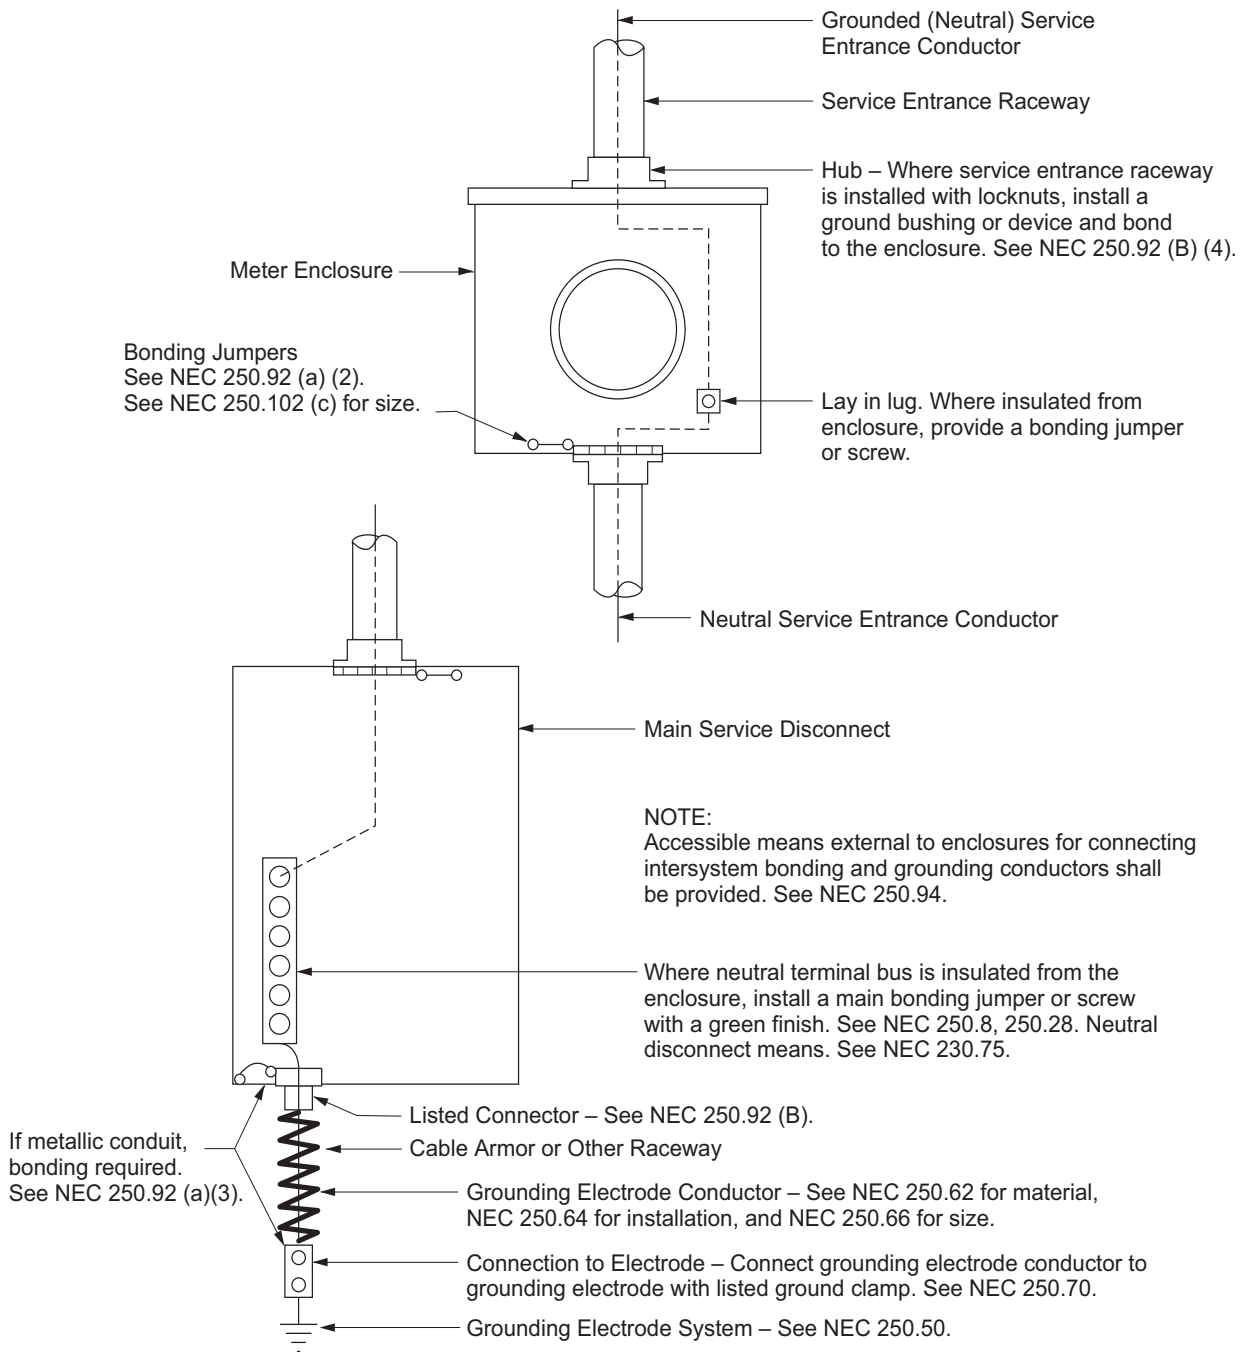 Grounded (Neutral) Service
Entrance Conductor
Service Entrance Raceway
Hub – Where service entrance raceway
is installed with locknuts, install a
ground bushing or device and bond
to the enclosure. See NEC 250.92 (B) (4).
Meter Enclosure
Bonding Jumpers
See NEC 250.92 (a) (2).
See NEC 250.102 (c) for size.
Lay in lug. Where insulated from
enclosure, provide a bonding jumper
or screw.
Neutral Service Entrance Conductor
Main Service Disconnect
NOTE:
Accessible means external to enclosures for connecting
intersystem bonding and grounding conductors shall
be provided. See NEC 250.94.
Where neutral terminal bus is insulated from the
enclosure, install a main bonding jumper or screw
with a green finish. See NEC 250.8, 250.28. Neutral
disconnect means. See NEC 230.75.
Listed Connector – See NEC 250.92 (B).
If metallic conduit,
bonding required.
See NEC 250.92 (a)(3).
Cable Armor or Other Raceway
Grounding Electrode Conductor – See NEC 250.62 for material,
NEC 250.64 for installation, and NEC 250.66 for size.
Connection to Electrode – Connect grounding electrode conductor to
grounding electrode with listed ground clamp. See NEC 250.70.
Grounding Electrode System – See NEC 250.50.